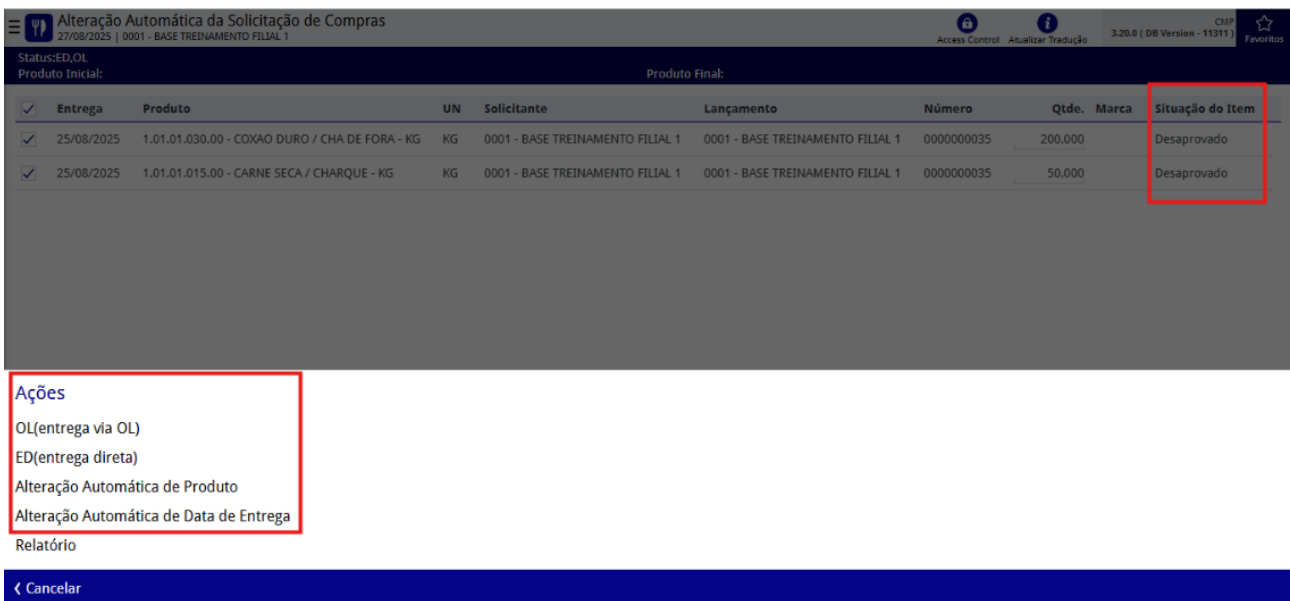 Alteração Automática da Solicitação de Compras
27/08/2025 | 0001 - BASE TREINAMENTO FILIAL 1
Access Control Atualizar Tradução
CMP
3.20.0 ( DB Version - 11311 )
Favoritos
Status:ED,OL
Produto Inicial: Produto Final:
Entrega Produto UN Solicitante Lançamento Número Qtde. Marca Situação do Item
25/08/2025 1.01.01.030.00 - COXAO DURO / CHA DE FORA - KG KG 0001 - BASE TREINAMENTO FILIAL 1 0001 - BASE TREINAMENTO FILIAL 1 0000000035 200,000 Desaprovado
25/08/2025 1.01.01.015.00 - CARNE SECA / CHARQUE - KG KG 0001 - BASE TREINAMENTO FILIAL 1 0001 - BASE TREINAMENTO FILIAL 1 0000000035 50,000 Desaprovado
Ações
OL(entrega via OL)
ED(entrega direta)
Alteração Automática de Produto
Alteração Automática de Data de Entrega
Relatório
Cancelar